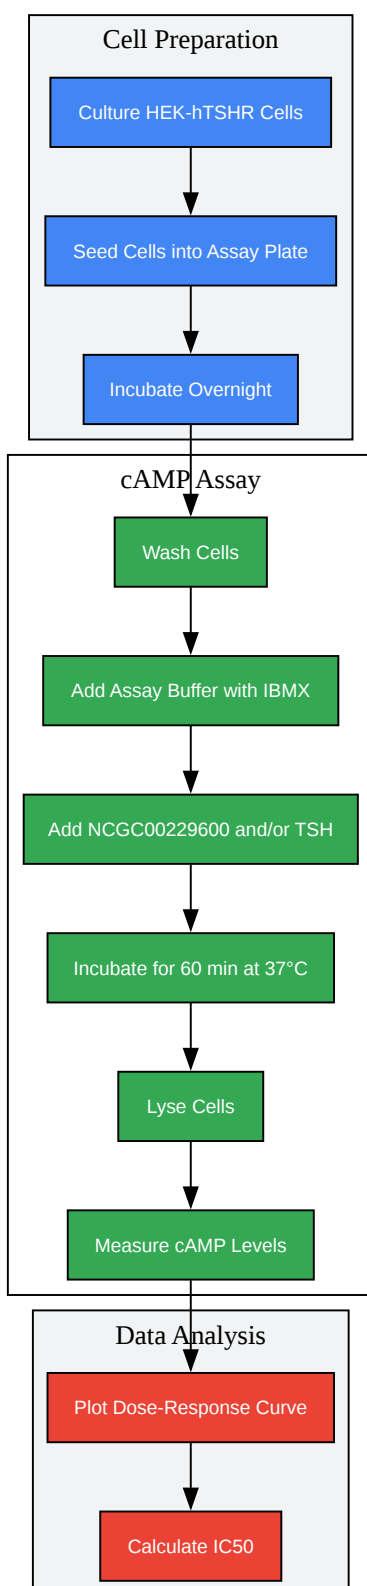 Cell Preparation
Culture HEK-hTSHR Cells
Seed Cells into Assay Plate
Incubate Overnight
cAMP Assay
Wash Cells
Add Assay Buffer with IBMX
Add NCGC00229600 and/or TSH
Incubate for 60 min at 37°C
Lyse Cells
Measure cAMP Levels
Data Analysis
Plot Dose-Response Curve
Calculate IC50